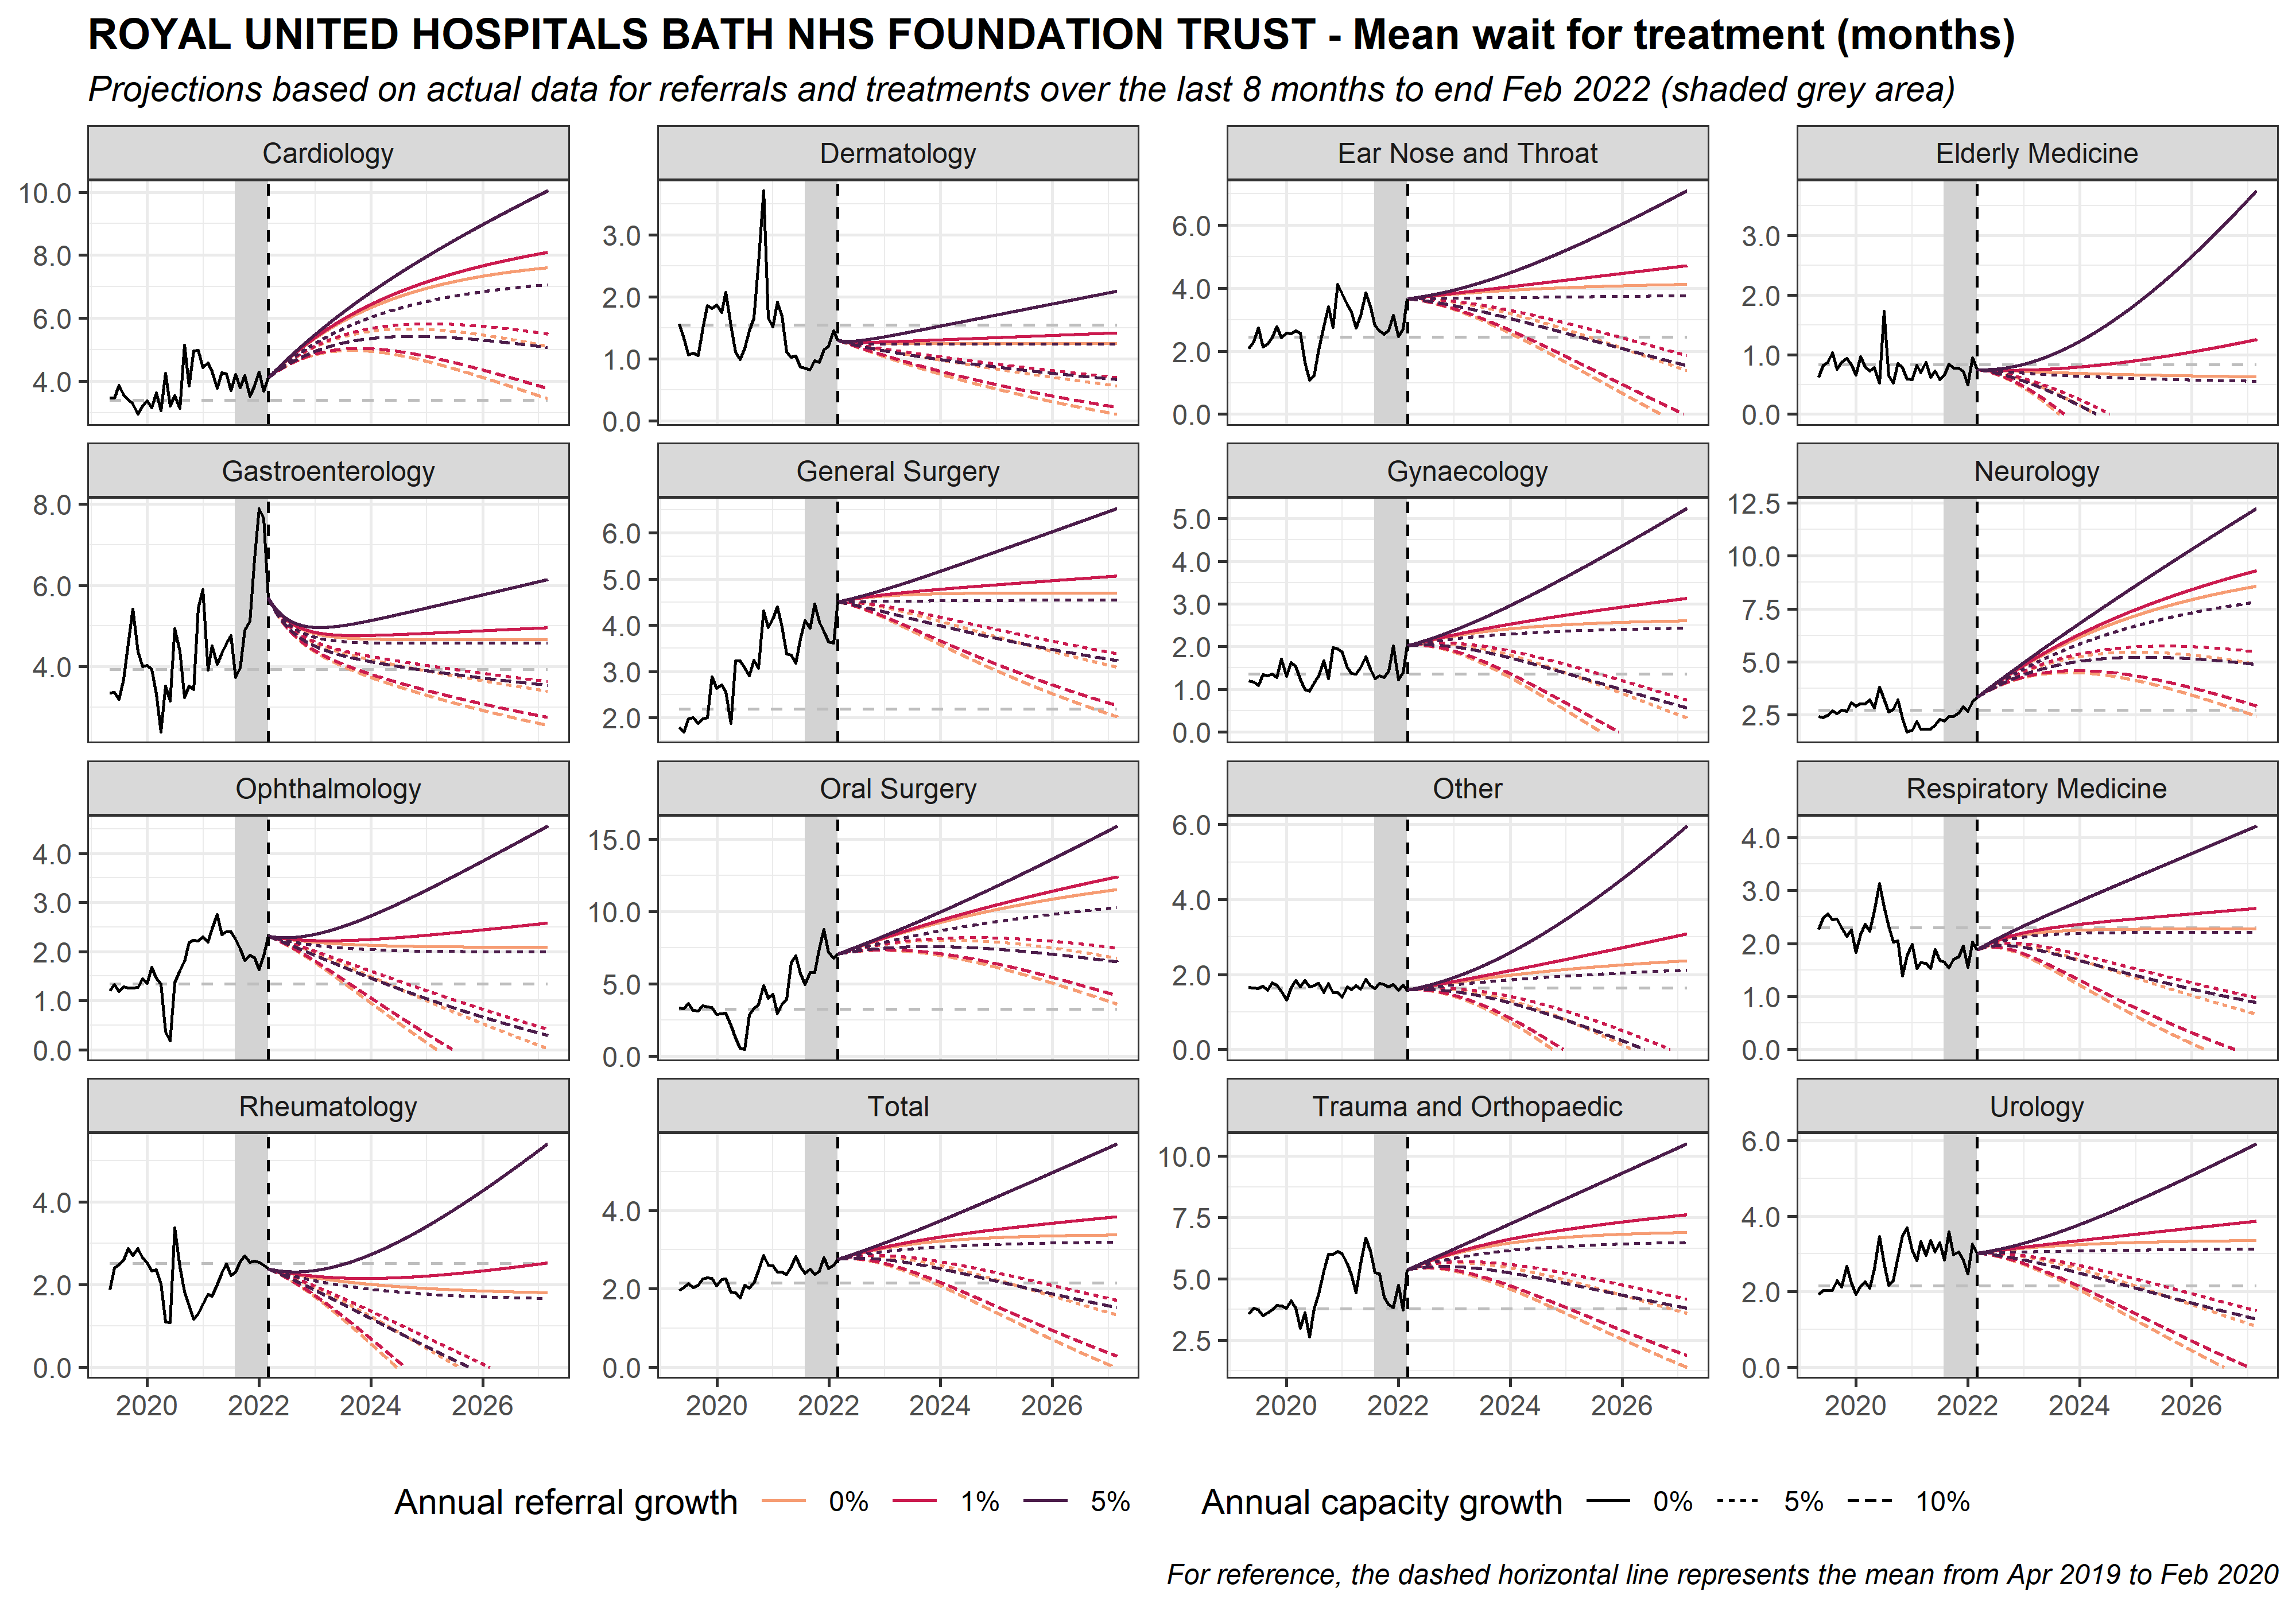 ROYAL UNITED HOSPITALS BATH NHS FOUNDATION TRUST - Mean wait for treatment (months)
Projections based on actual data for referrals and treatments over the last 8 months to end Feb 2022 (shaded grey area)
Cardiology
10.0
8.0
6.0
4.0
Dermatology
3.0
2.0
1.0
0.0
Ear Nose and Throat
6.0
4.0
2.0
0.0
Elderly Medicine
3.0
2.0
1.0
0.0
Gastroenterology
8.0
6.0
4.0
General Surgery
6.0
5.0
4.0
3.0
2.0
Gynaecology
5.0
4.0
3.0
2.0
1.0
0.0
Neurology
12.5
10.0
7.5
5.0
2.5
Ophthalmology
4.0
3.0
2.0
1.0
0.0
Oral Surgery
15.0
10.0
5.0
0.0
Other
6.0
4.0
2.0
0.0
Respiratory Medicine
4.0
3.0
2.0
1.0
0.0
Rheumatology
4.0
2.0
0.0
2020 2022 2024 2026
Total
4.0
2.0
0.0
2020 2022 2024 2026
Trauma and Orthopaedic
10.0
7.5
5.0
2.5
2020 2022 2024 2026
Urology
6.0
4.0
2.0
0.0
2020 2022 2024 2026
Annual referral growth 0% 1% 5% Annual capacity growth 0% 5% 10%
For reference, the dashed horizontal line represents the mean from Apr 2019 to Feb 2020